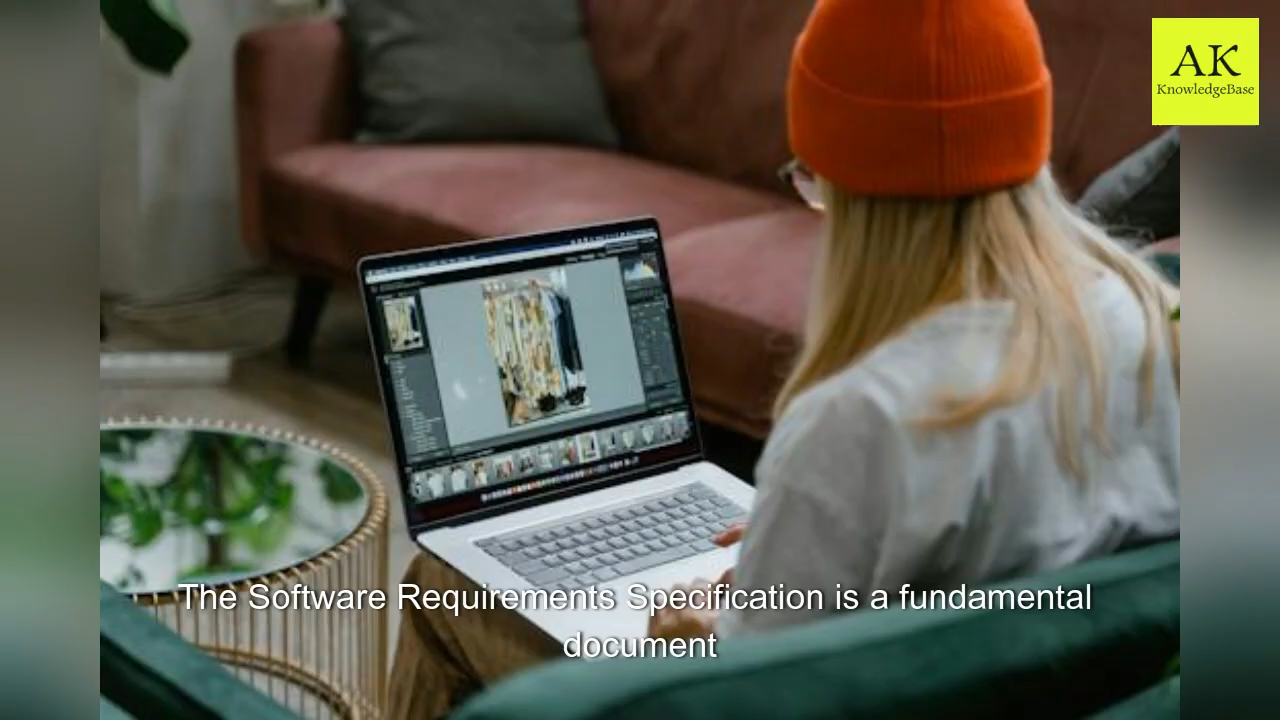 AK
KnowledgeBase
The Software Requirements Specification is a fundamental
document